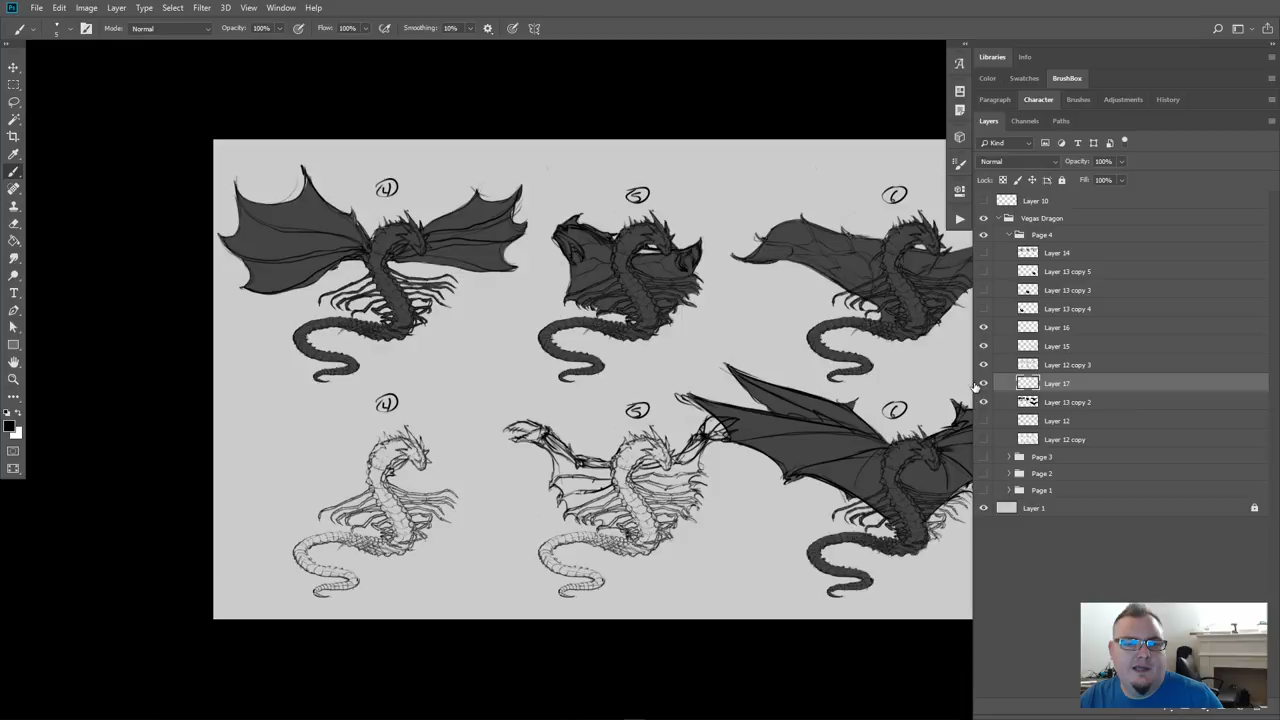 Ps File Edit Image Layer Type Select Filter 3D View Window Help
5 Mode: Normal Opacity: 100% Flow: 100% Smoothing: 10%
Libraries Info
Color Swatches BrushBox
Paragraph Character Brushes Adjustments History
Layers Channels Paths
Kind
Normal Opacity: 100%
Lock: Fill: 100%
Layer 10
Vegas Dragon
Page 4
Layer 14
Layer 13 copy 5
Layer 13 copy 3
Layer 13 copy 4
Layer 16
Layer 15
Layer 12 copy 3
Layer 17
Layer 13 copy 2
Layer 12
Layer 12 copy
Page 3
Page 2
Page 1
Layer 1
4 5 6
4 5 6